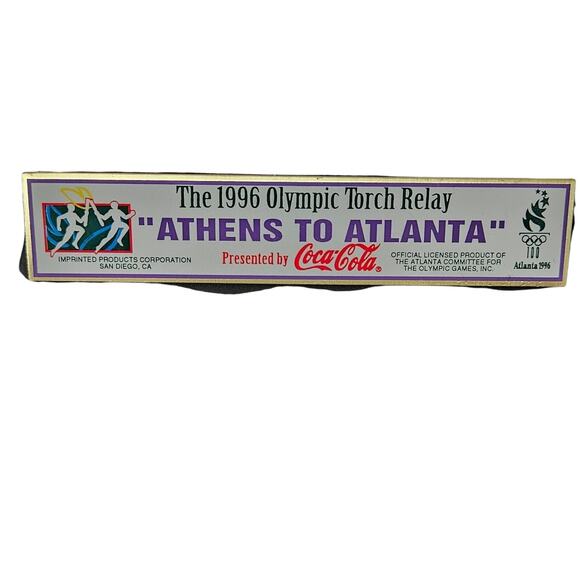 The 1996 Olympic Torch Relay
"ATHENS TO ATLANTA"
Presented by Coca-Cola®
IMPRINTED PRODUCTS CORPORATION
SAN DIEGO, CA
OFFICIAL LICENSED PRODUCT OF
THE ATLANTA COMMITTEE FOR
THE OLYMPIC GAMES, INC.
100
Atlanta 1996